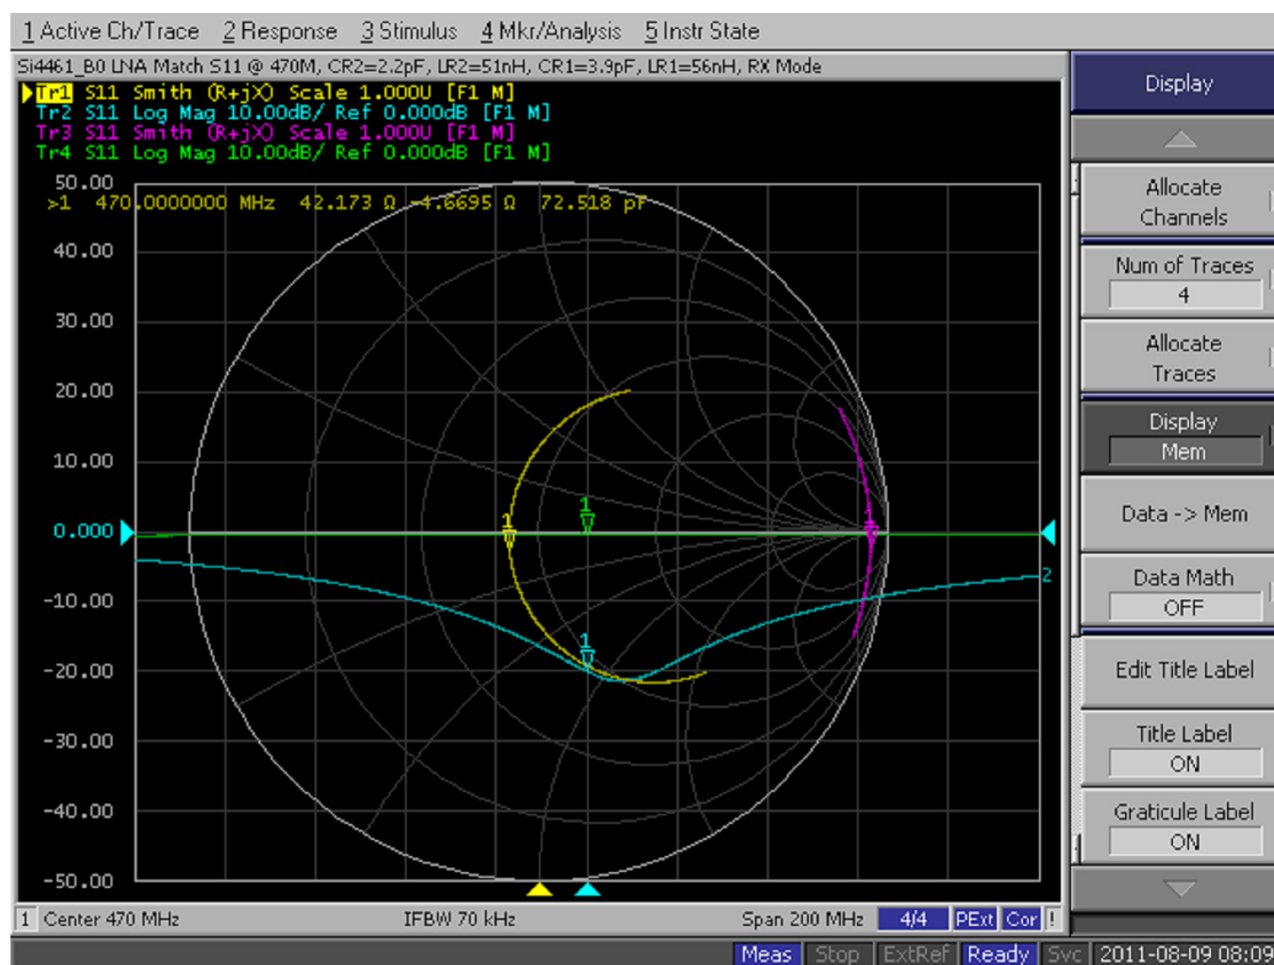 1 Active Ch/Trace 2 Response 3 Stimulus 4 Mkr/Analysis 5 Instr State
Si4461_B0 LNA Match S11 @ 470M, CR2=2.2pF, LR2=51nH, CR1=3.9pF, LR1=56nH, RX Mode
Tr1 S11 Smith (R+jX) Scale 1.000U [F1 M]
Tr2 S11 Log Mag 10.00dB/ Ref 0.000dB [F1 M]
Tr3 S11 Smith (R+jX) Scale 1.000U [F1 M]
Tr4 S11 Log Mag 10.00dB/ Ref 0.000dB [F1 M]
50.00
>1 470.0000000 MHz 42.173 Ω -4.6695 Ω 72.518 pF
40.00
30.00
20.00
10.00
0.000
-10.00
-20.00
-30.00
-40.00
-50.00
1
1
1
1
2
Display
Allocate
Channels
Num of Traces
4
Allocate
Traces
Display
Mem
Data -> Mem
Data Math
OFF
Edit Title Label
Title Label
ON
Graticule Label
ON
1 Center 470 MHz IFBW 70 kHz Span 200 MHz 4/4 PExt Cor !
Meas Stop ExtRef Ready Svc 2011-08-09 08:09